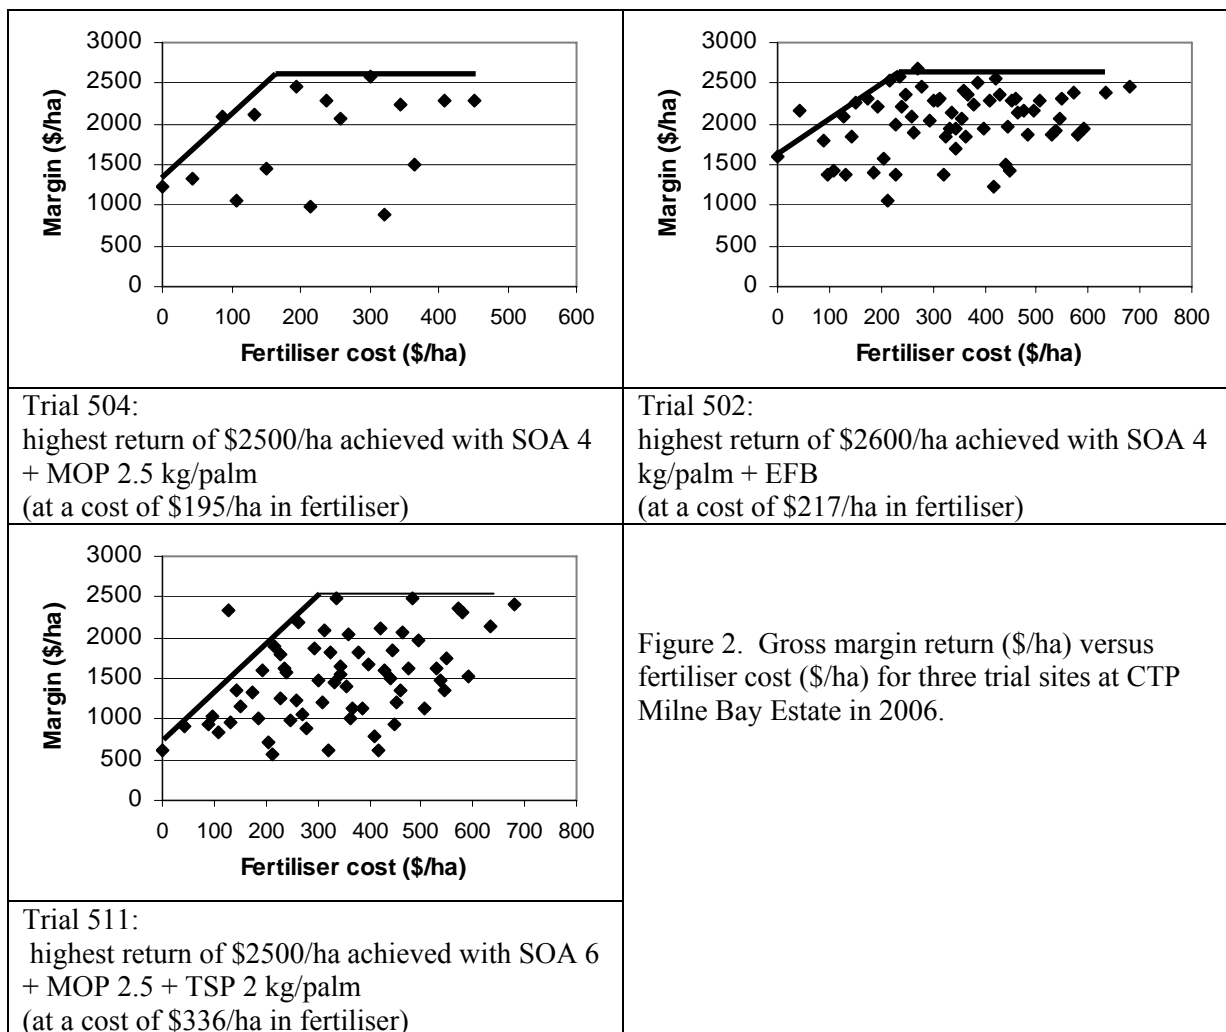 3000
2500
2000
1500
1000
500
0
Margin ($/ha)
0 100 200 300 400 500 600
Fertiliser cost ($/ha)
3000
2500
2000
1500
1000
500
0
Margin ($/ha)
0 100 200 300 400 500 600 700 800
Fertiliser cost ($/ha)
Trial 504:
highest return of $2500/ha achieved with SOA 4
+ MOP 2.5 kg/palm
(at a cost of $195/ha in fertiliser)
Trial 502:
highest return of $2600/ha achieved with SOA 4
kg/palm + EFB
(at a cost of $217/ha in fertiliser)
3000
2500
2000
1500
1000
500
0
Margin ($/ha)
0 100 200 300 400 500 600 700 800
Fertiliser cost ($/ha)
Figure 2. Gross margin return ($/ha) versus
fertiliser cost ($/ha) for three trial sites at CTP
Milne Bay Estate in 2006.
Trial 511:
highest return of $2500/ha achieved with SOA 6
+ MOP 2.5 + TSP 2 kg/palm
(at a cost of $336/ha in fertiliser)